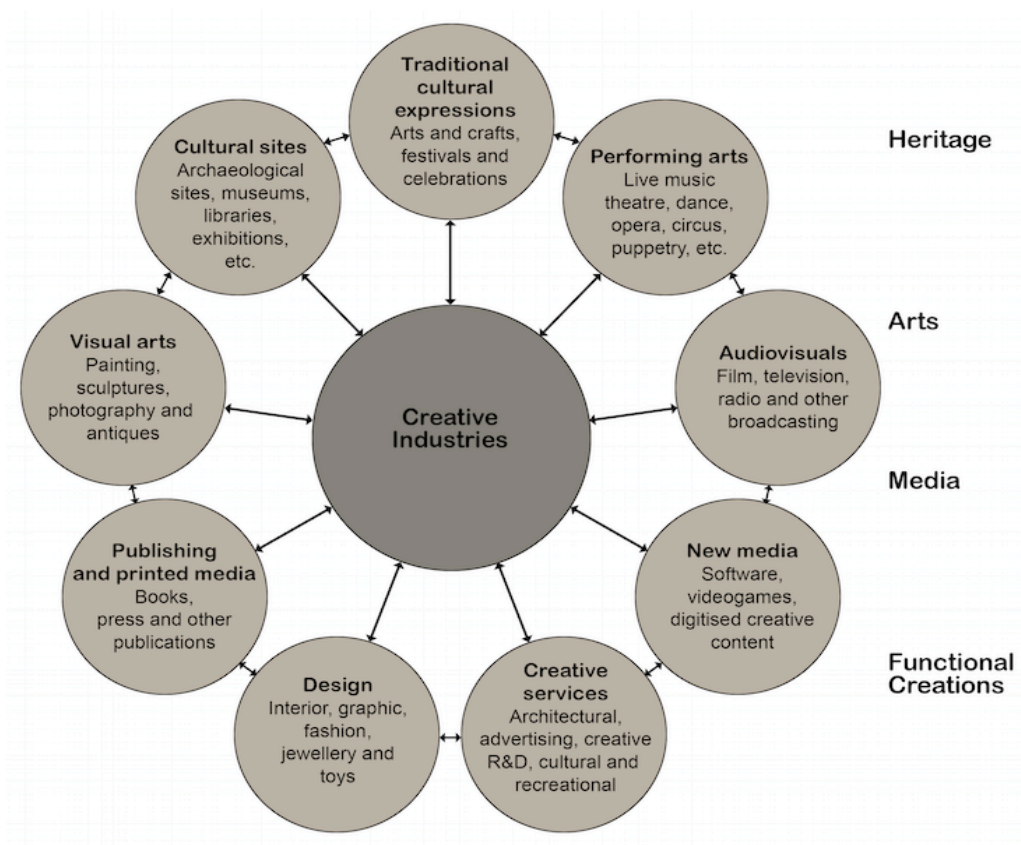 Traditional
cultural
expressions
Arts and crafts,
festivals and
celebrations
Cultural sites
Archaeological
sites, museums,
libraries,
exhibitions,
etc.
Performing arts
Live music
theatre, dance,
opera, circus,
puppetry, etc.
Heritage
Visual arts
Painting,
sculptures,
photography and
antiques
Creative
Industries
Audiovisuals
Film, television,
radio and other
broadcasting
Arts
Media
Publishing
and printed media
Books,
press and other
publications
New media
Software,
videogames,
digitised creative
content
Design
Interior, graphic,
fashion,
jewellery and
toys
Creative
services
Architectural,
advertising, creative
R&D, cultural and
recreational
Functional
Creations